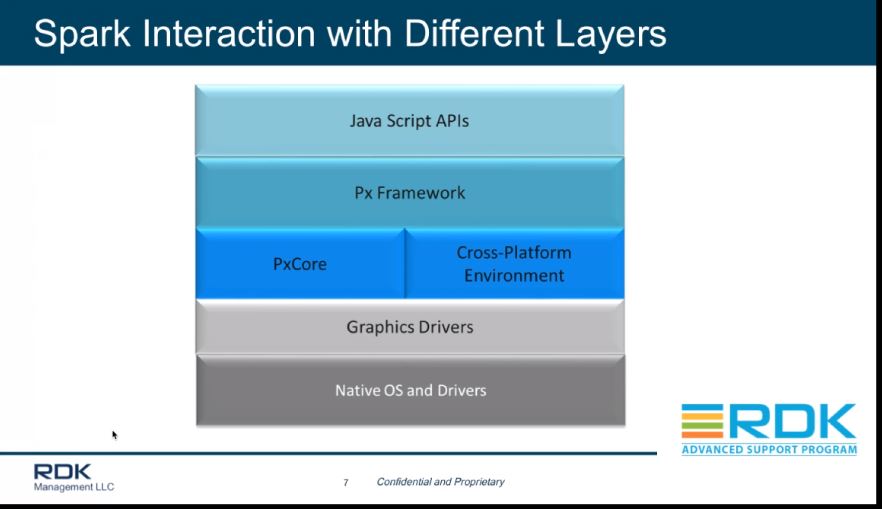 Spark Interaction with Different Layers
Java Script APIs
Px Framework
PxCore
Cross-Platform
Environment
Graphics Drivers
Native OS and Drivers
RDK
ADVANCED SUPPORT PROGRAM
RDK
Management LLC
7
Confidential and Proprietary